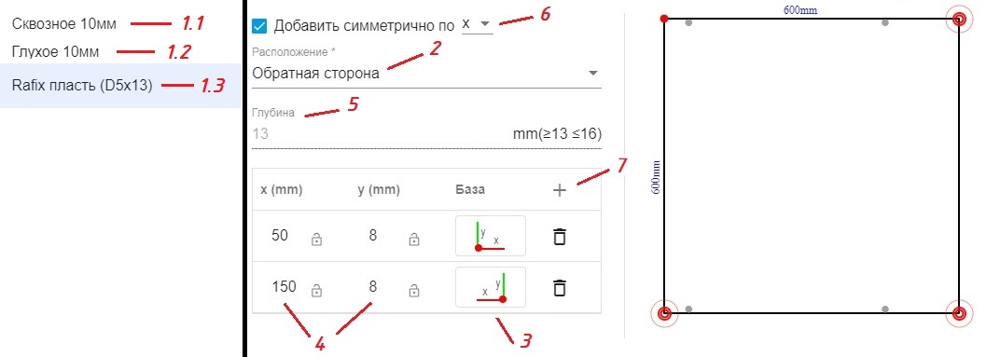 Сквозное 10мм 1.1
Глухое 10мм 1.2
Rafix пласть (D5x13) 1.3
Добавить симметрично по x 6
Расположение *
2
Обратная сторона
Глубина 5
13 mm(≥13 ≤16)
7
x (mm) y (mm) База +
50 8 y x
150 8 x y
4 3
600mm
600mm